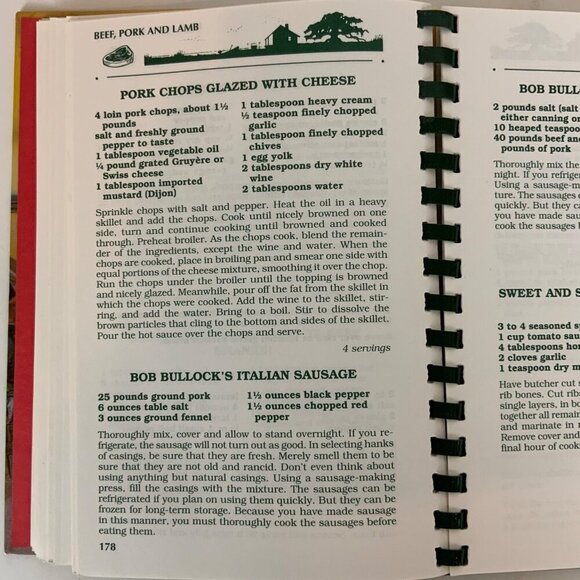 BEEF, PORK AND LAMB
PORK CHOPS GLAZED WITH CHEESE
4 loin pork chops, about 1½
pounds
salt and freshly ground
pepper to taste
1 tablespoon vegetable oil
¼ pound grated Gruyère or
Swiss cheese
1 tablespoon imported
mustard (Dijon)
1 tablespoon heavy cream
½ teaspoon finely chopped
garlic
1 tablespoon finely chopped
chives
1 egg yolk
2 tablespoons dry white
wine
2 tablespoons water
Sprinkle chops with salt and pepper. Heat the oil in a heavy
skillet and add the chops. Cook until nicely browned on one
side, turn and continue cooking until browned and cooked
through. Preheat broiler. As the chops cook, blend the remain-
der of the ingredients, except the wine and water. When the
chops are cooked, place in broiling pan and smear one side with
equal portions of the cheese mixture, smoothing it over the chop.
Run the chops under the broiler until the topping is browned
and nicely glazed. Meanwhile, pour off the fat from the skillet in
which the chops were cooked. Add the wine to the skillet, stir-
ring, and add the water. Bring to a boil. Stir to dissolve the
brown particles that cling to the bottom and sides of the skillet.
Pour the hot sauce over the chops and serve.
4 servings
BOB BULLOCK'S ITALIAN SAUSAGE
25 pounds ground pork
6 ounces table salt
3 ounces ground fennel
1½ ounces black pepper
1½ ounces chopped red
pepper
Thoroughly mix, cover and allow to stand overnight. If you re-
frigerate, the sausage will not turn out as good. In selecting hanks
of casings, be sure that they are fresh. Merely smell them to be
sure that they are not old and rancid. Don't even think about
using anything but natural casings. Using a sausage-making
press, fill the casings with the mixture. The sausages can be
refrigerated if you plan on using them quickly. But they can be
frozen for long-term storage. Because you have made sausage
in this manner, you must thoroughly cook the sausages before
eating them.
178
BOB BULLO
2 pounds salt (salt
either canning or
10 heaped teaspoo
40 pounds beef and
pounds of pork
Thoroughly mix the
night. If you refriger
Using a sausage-mak
ture. The sausages c
quickly. But they can
you have made saus
cook the sausages b
SWEET AND S
3 to 4 seasoned sp
1 cup tomato sau
4 tablespoons hon
2 cloves garlic
1 teaspoon dry m
Have butcher cut s
rib bones. Cut ribs
single layers, in bo
together all remain
and marinate in r
Remove cover and
final hour of cook